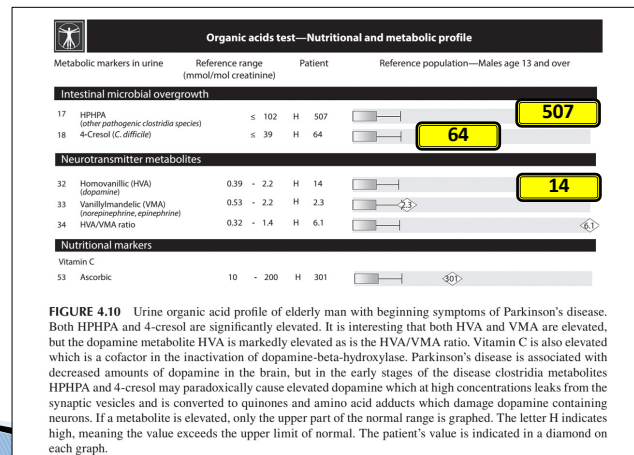 Organic acids test—Nutritional and metabolic profile
Metabolic markers in urine Reference range Patient Reference population—Males age 13 and over
(mmol/mol creatinine)
Intestinal microbial overgrowth
17 HPHPA ≤ 102 H 507 507
(other pathogenic clostridia species)
18 4-Cresol (C. difficile) ≤ 39 H 64 64
Neurotransmitter metabolites
32 Homovanillic (HVA) 0.39 - 2.2 H 14 14
(dopamine)
33 Vanillylmandelic (VMA) 0.53 - 2.2 H 2.3 2.3
(norepinephrine, epinephrine)
34 HVA/VMA ratio 0.32 - 1.4 H 6.1 6.1
Nutritional markers
Vitamin C
53 Ascorbic 10 - 200 H 301 301
FIGURE 4.10 Urine organic acid profile of elderly man with beginning symptoms of Parkinson's disease.
Both HPHPA and 4-cresol are significantly elevated. It is interesting that both HVA and VMA are elevated,
but the dopamine metabolite HVA is markedly elevated as is the HVA/VMA ratio. Vitamin C is also elevated
which is a cofactor in the inactivation of dopamine-beta-hydroxylase. Parkinson's disease is associated with
decreased amounts of dopamine in the brain, but in the early stages of the disease clostridia metabolites
HPHPA and 4-cresol may paradoxically cause elevated dopamine which at high concentrations leaks from the
synaptic vesicles and is converted to quinones and amino acid adducts which damage dopamine containing
neurons. If a metabolite is elevated, only the upper part of the normal range is graphed. The letter H indicates
high, meaning the value exceeds the upper limit of normal. The patient's value is indicated in a diamond on
each graph.